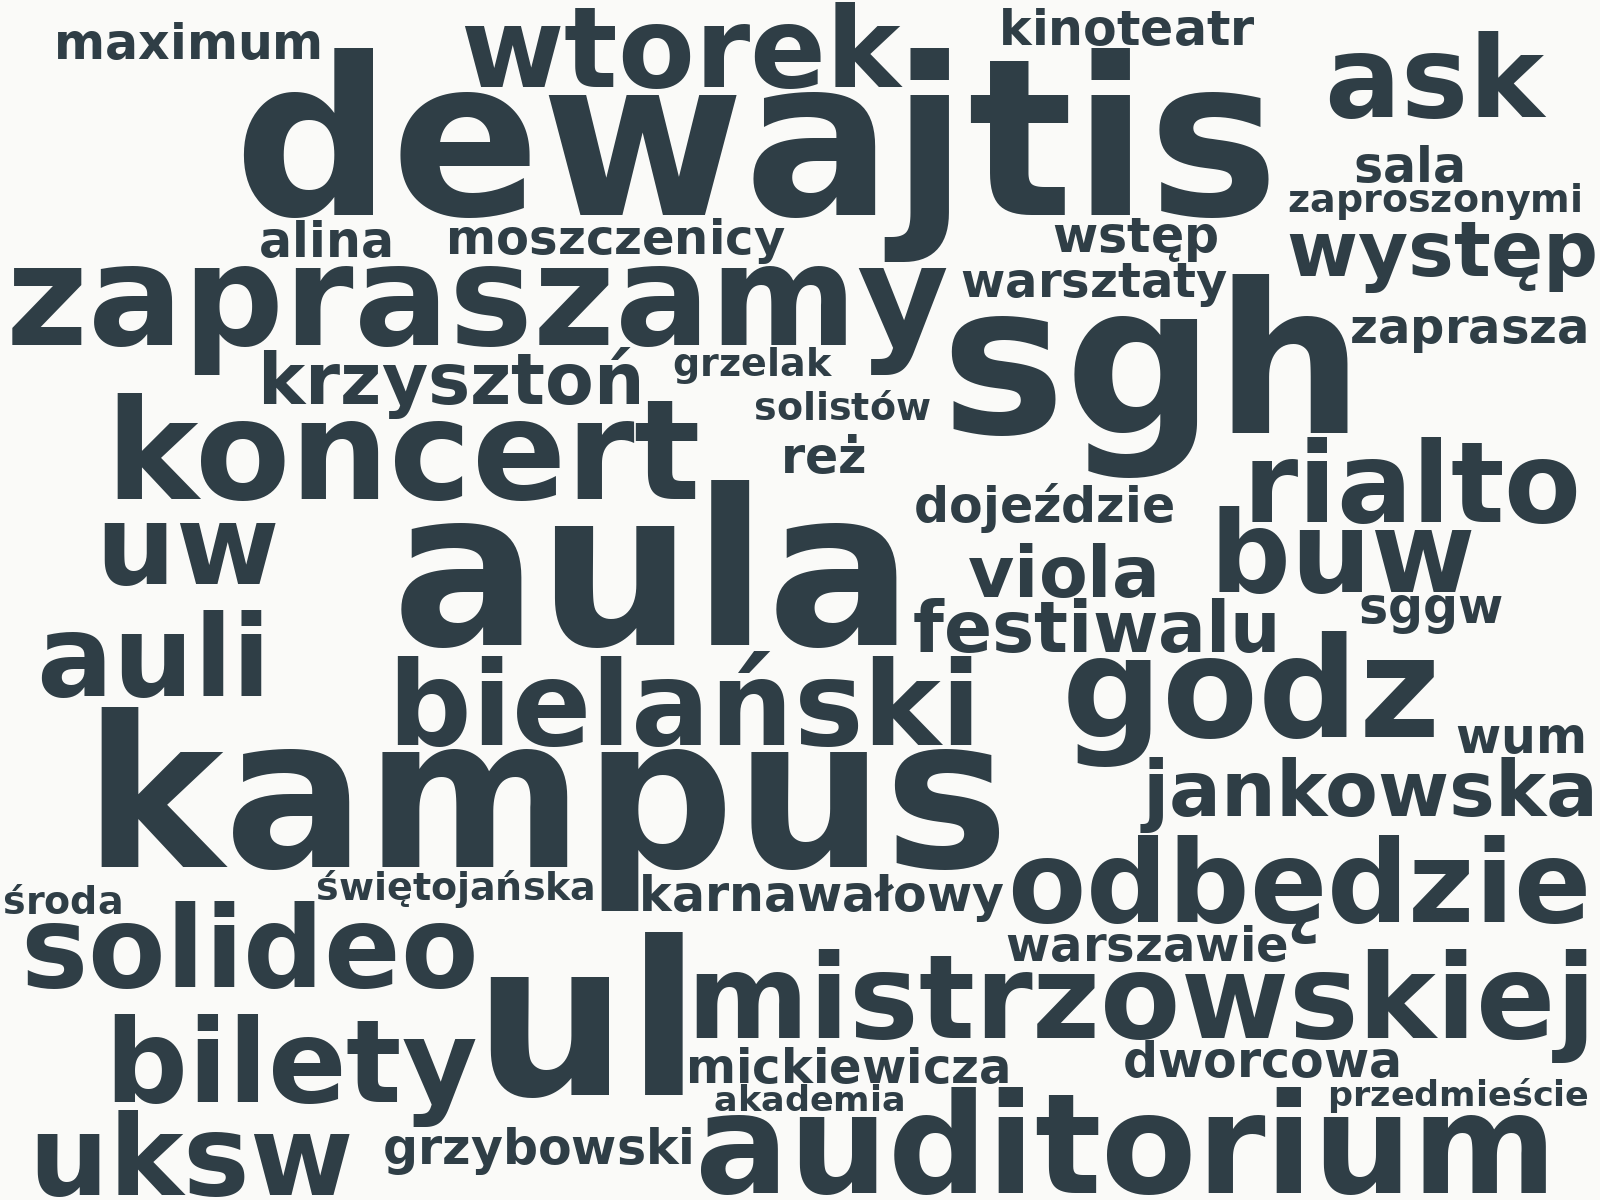 maximum
wtorek
kinoteatr
ask
dewajtis
sala
zaproszonymi
alina
moszczenicy
wstęp
występ
zapraszamy
warsztaty
sgh
zaprasza
krzysztoń
grzelak
koncert
solistów
reż
rialto
uw
aula
dojeździe
buw
viola
sggw
auli
festiwalu
bielański
godz
wum
kampus
jankowska
środa
świętojańska
karnawałowy
odbędzie
solideo
warszawie
ul
mistrzowskiej
bilety
mickiewicza
dworcowa
akademia
przedmieście
uksw
grzybowski
auditorium